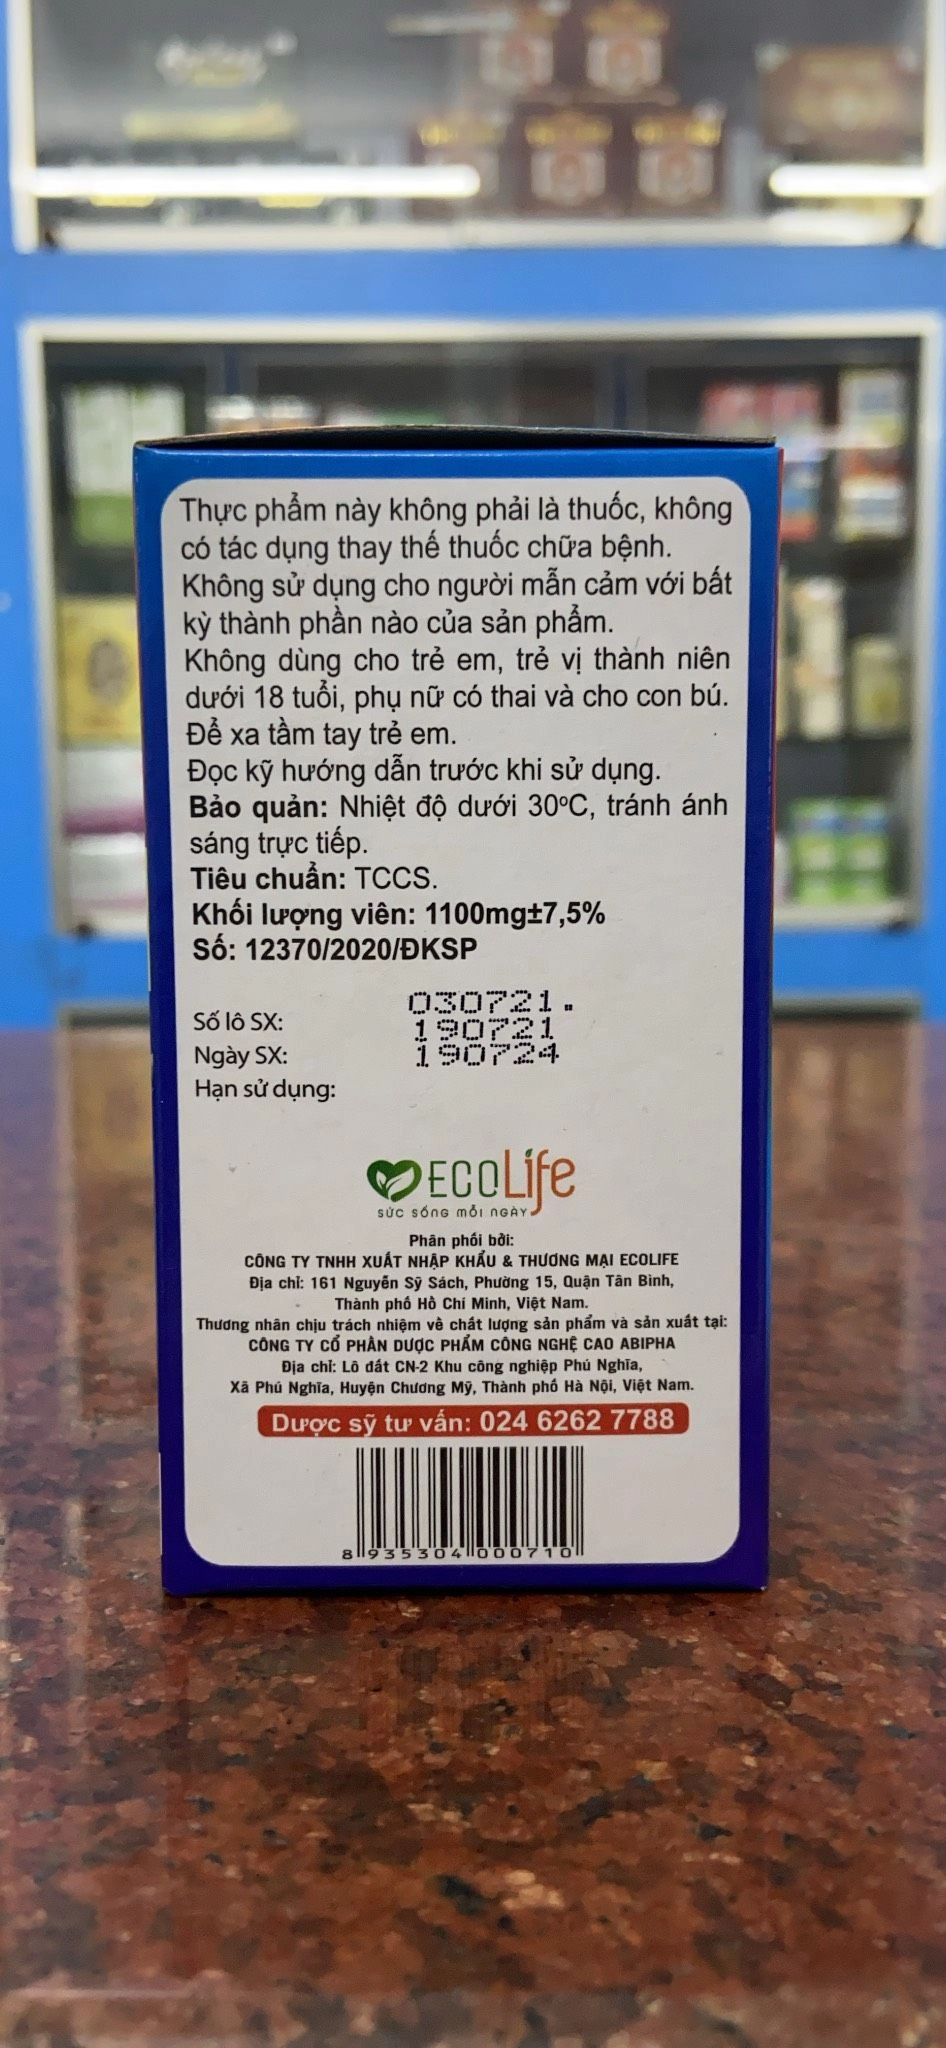 Thực phẩm này không phải là thuốc, không
có tác dụng thay thế thuốc chữa bệnh.
Không sử dụng cho người mẫn cảm với bất
kỳ thành phần nào của sản phẩm.
Không dùng cho trẻ em, trẻ vị thành niên
dưới 18 tuổi, phụ nữ có thai và cho con bú.
Để xa tầm tay trẻ em.
Đọc kỹ hướng dẫn trước khi sử dụng.
Bảo quản: Nhiệt độ dưới 30ºC, tránh ánh
sáng trực tiếp.
Tiêu chuẩn: TCCS.
Khối lượng viên: 1100mg±7,5%
Số: 12370/2020/ĐKSP
Số lô SX: 030721.
Ngày SX: 190721
Hạn sử dụng: 190724
ECOLife
sức sống mỗi ngày
Phân phối bởi:
CÔNG TY TNHH XUẤT NHẬP KHẨU & THƯƠNG MẠI ECOLIFE
Địa chỉ: 161 Nguyễn Sỹ Sách, Phường 15, Quận Tân Bình,
Thành phố Hồ Chí Minh, Việt Nam.
Thương nhân chịu trách nhiệm về chất lượng sản phẩm và sản xuất tại:
CÔNG TY CỔ PHẦN DƯỢC PHẨM CÔNG NGHỆ CAO ABIPHA
Địa chỉ: Lô đất CN-2 Khu công nghiệp Phú Nghĩa,
Xã Phú Nghĩa, Huyện Chương Mỹ, Thành phố Hà Nội, Việt Nam.
Dược sỹ tư vấn: 024 6262 7788
8 935304 000710